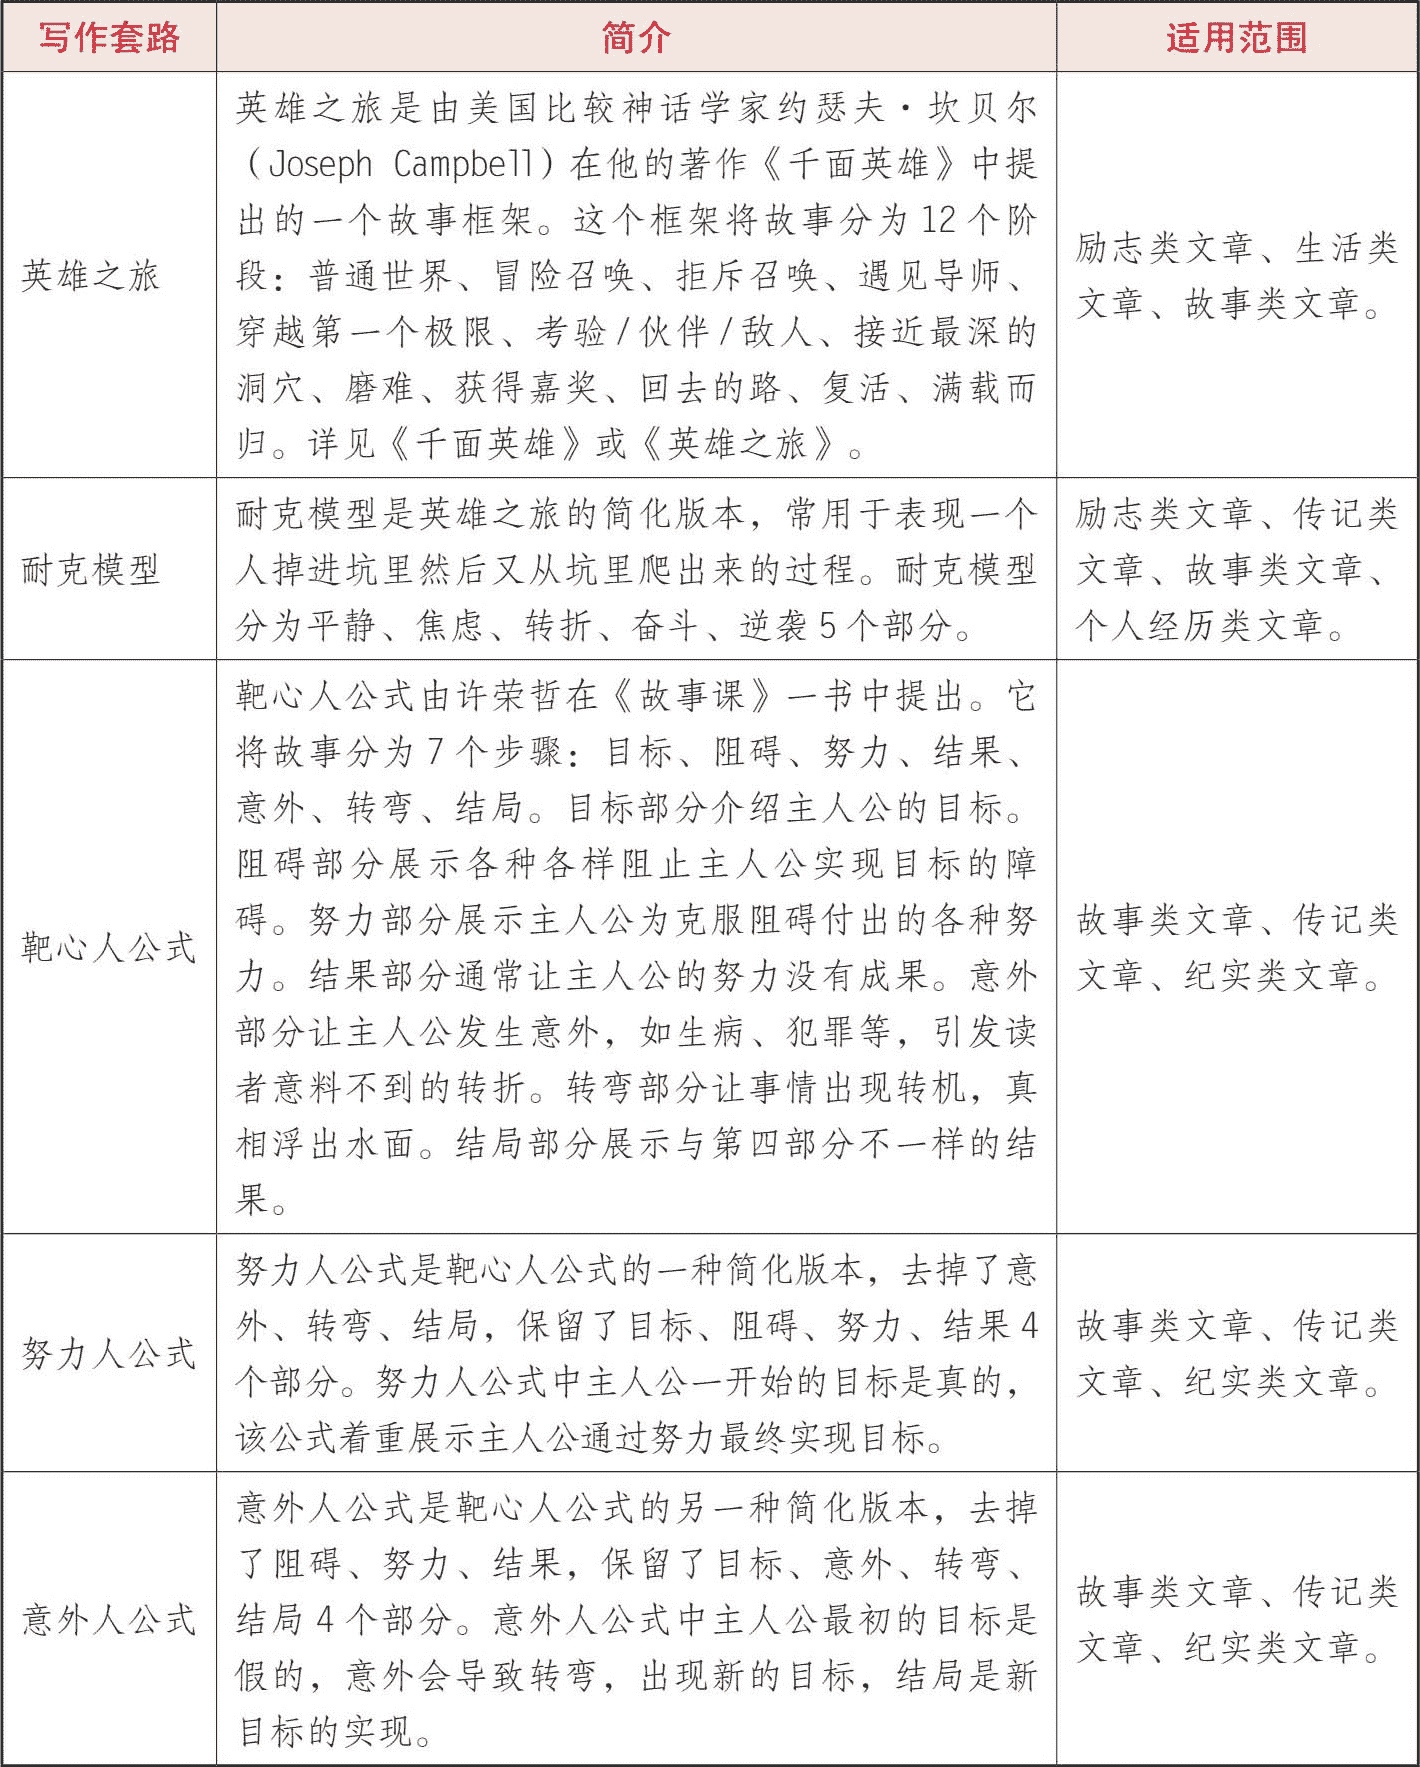 写作套路
简介
适用范围
英雄之旅
英雄之旅是由美国比较神话学家约瑟夫·坎贝尔
（Joseph Campbell）在他的著作《千面英雄》中提
出的一个故事框架。这个框架将故事分为12个阶
段：普通世界、冒险召唤、拒斥召唤、遇见导师、
穿越第一个极限、考验/伙伴/敌人、接近最深的
洞穴、磨难、获得嘉奖、回去的路、复活、满载而
归。详见《千面英雄》或《英雄之旅》。
励志类文章、生活类
文章、故事类文章。
耐克模型
耐克模型是英雄之旅的简化版本，常用于表现一个
人掉进坑里然后又从坑里爬出来的过程。耐克模型
分为平静、焦虑、转折、奋斗、逆袭5个部分。
励志类文章、传记类
文章、故事类文章、
个人经历类文章。
靶心人公式
靶心人公式由许荣哲在《故事课》一书中提出。它
将故事分为7个步骤：目标、阻碍、努力、结果、
意外、转弯、结局。目标部分介绍主人公的目标。
阻碍部分展示各种各样阻止主人公实现目标的障
碍。努力部分展示主人公为克服阻碍付出的各种努
力。结果部分通常让主人公的努力没有成果。意外
部分让主人公发生意外，如生病、犯罪等，引发读
者意料不到的转折。转弯部分让事情出现转机，真
相浮出水面。结局部分展示与第四部分不一样的结
果。
故事类文章、传记类
文章、纪实类文章。
努力人公式
努力人公式是靶心人公式的一种简化版本，去掉了意
外、转弯、结局，保留了目标、阻碍、努力、结果4
个部分。努力人公式中主人公一开始的目标是真的，
该公式着重展示主人公通过努力最终实现目标。
故事类文章、传记类
文章、纪实类文章。
意外人公式
意外人公式是靶心人公式的另一种简化版本，去掉
了阻碍、努力、结果，保留了目标、意外、转弯、
结局4个部分。意外人公式中主人公最初的目标是
假的，意外会导致转弯，出现新的目标，结局是新
目标的实现。
故事类文章、传记类
文章、纪实类文章。